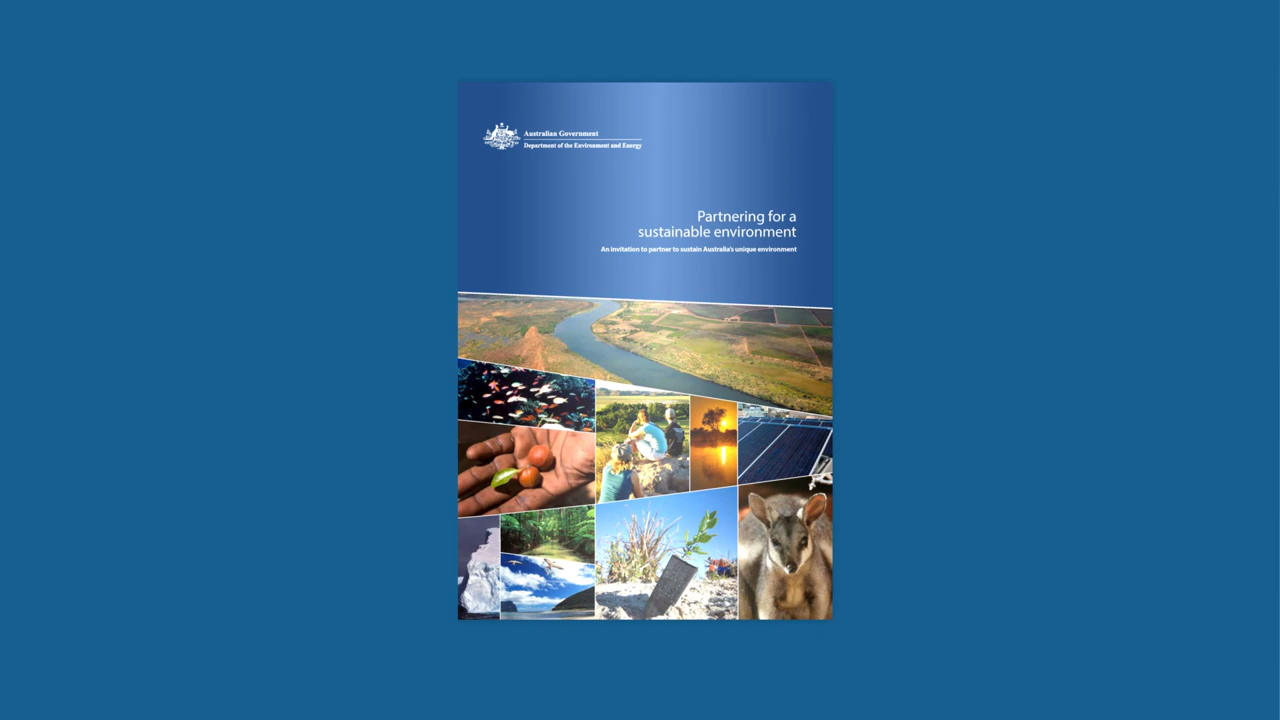 Australian Government
Department of the Environment and Energy
Partnering for a
sustainable environment
An invitation to partner to sustain Australia's unique environment